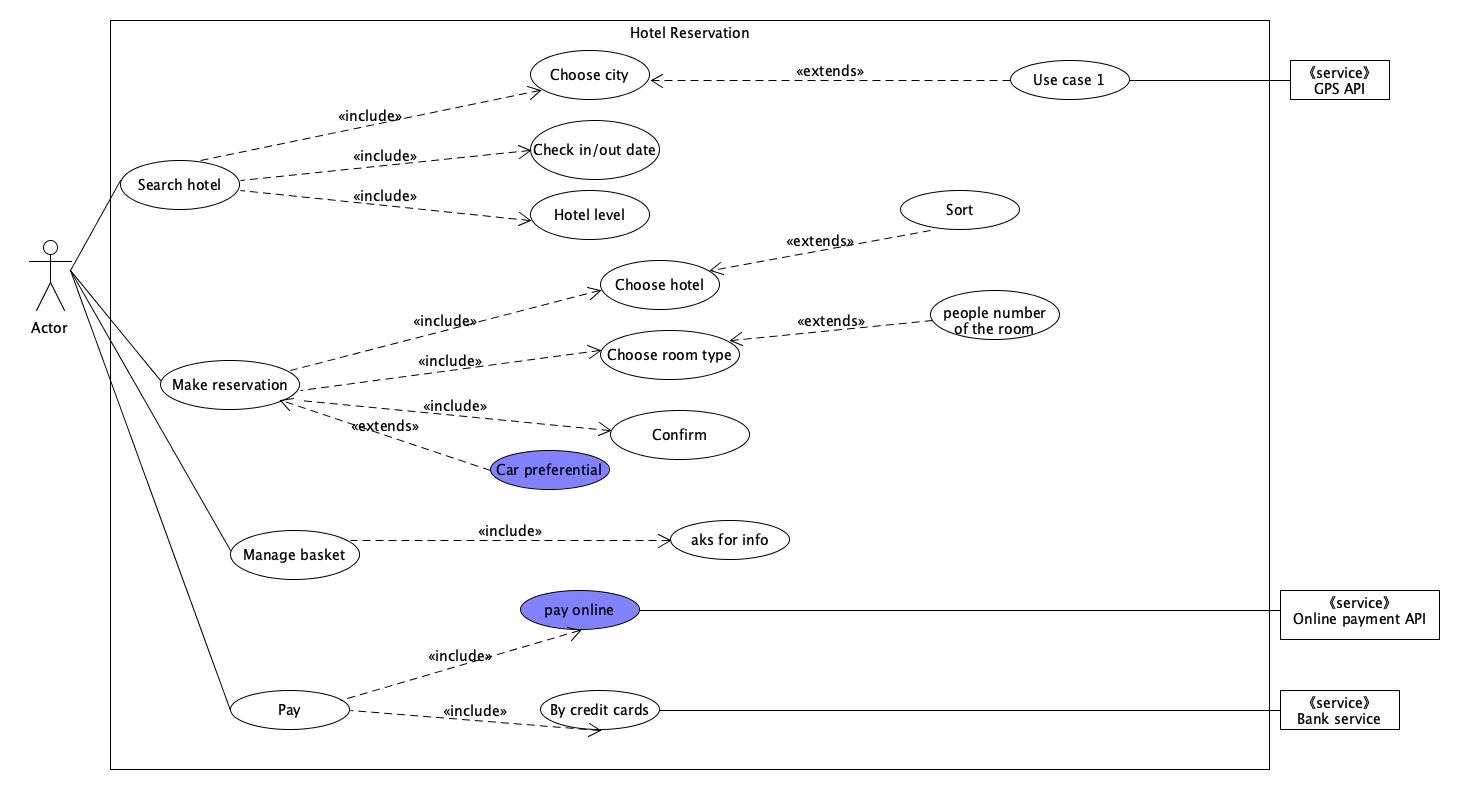 Hotel Reservation
Choose city
«extends»
Use case 1
《service》
GPS API
«include»
«include»
Check in/out date
Search hotel
«include»
Hotel level
Sort
«extends»
Choose hotel
people number
of the room
«include»
«extends»
Actor
Choose room type
«include»
Make reservation
«include»
Confirm
«extends»
Car preferential
«include»
aks for info
Manage basket
pay online
《service》
Online payment API
«include»
Pay
«include»
By credit cards
《service》
Bank service